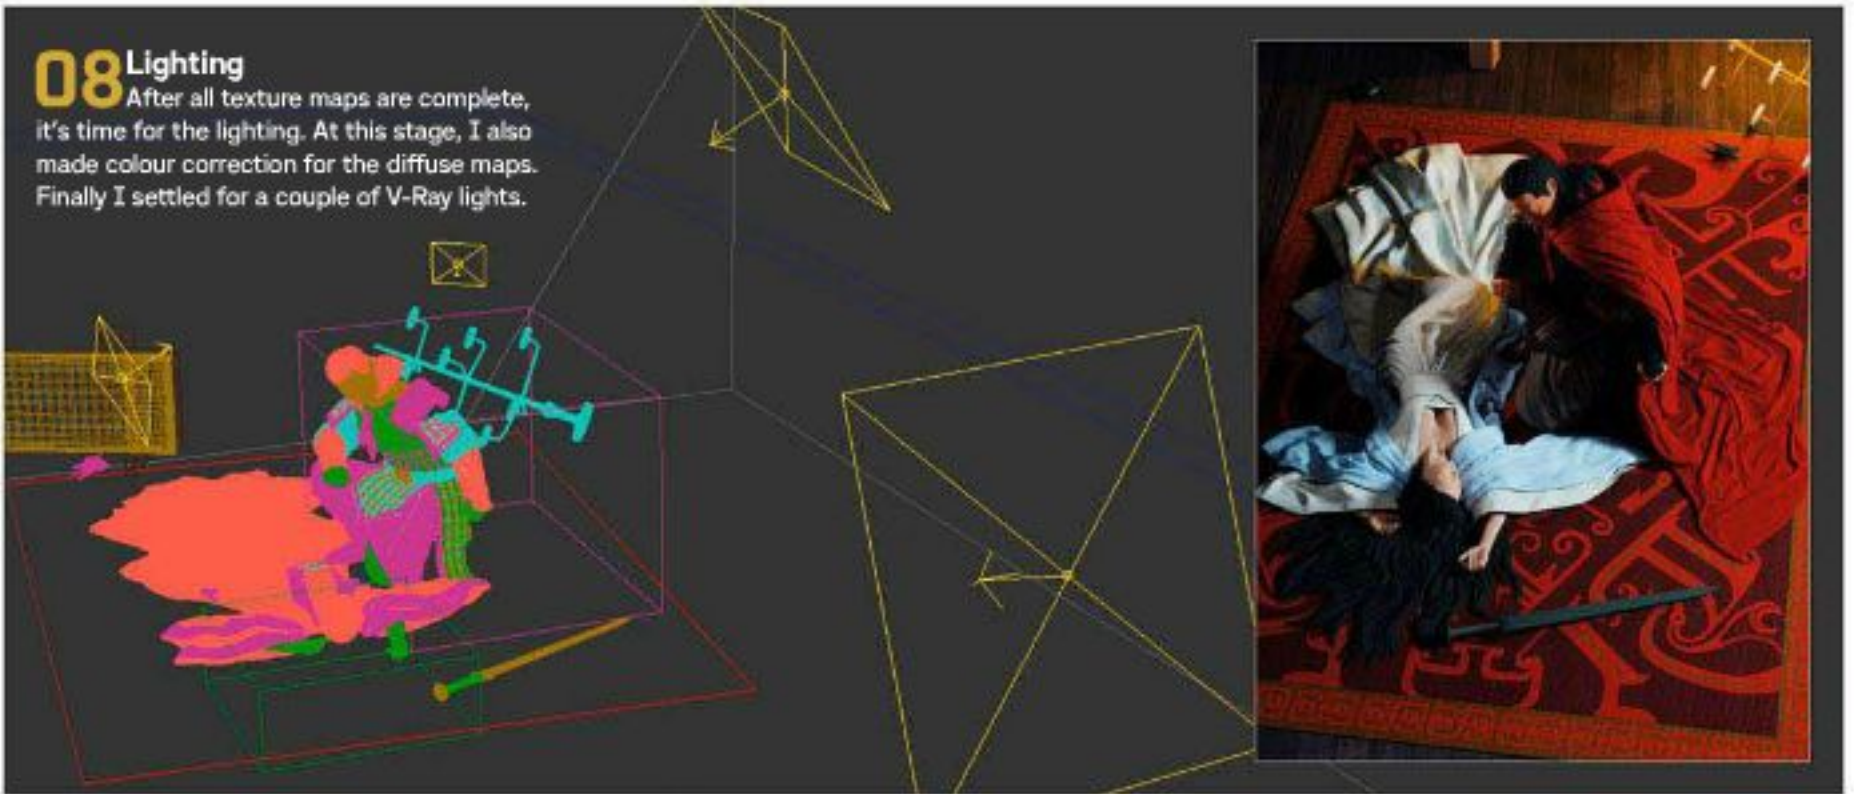 08 Lighting
After all texture maps are complete,
it's time for the lighting. At this stage, I also
made colour correction for the diffuse maps.
Finally I settled for a couple of V-Ray lights.